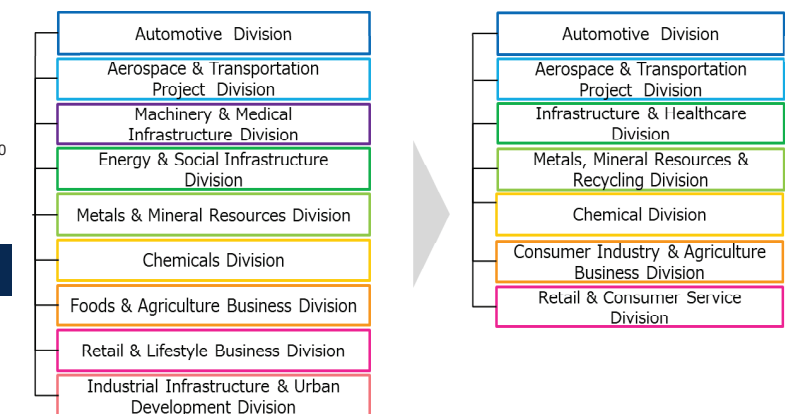 Automotive Division
Aerospace & Transportation
Project Division
Machinery & Medical
Infrastructure Division
0
Energy & Social Infrastructure
Division
Metals & Mineral Resources Division
Chemicals Division
Foods & Agriculture Business Division
Retail & Lifestyle Business Division
Industrial Infrastructure & Urban
Development Division
Automotive Division
Aerospace & Transportation
Project Division
Infrastructure & Healthcare
Division
Metals, Mineral Resources &
Recycling Division
Chemical Division
Consumer Industry & Agriculture
Business Division
Retail & Consumer Service
Division